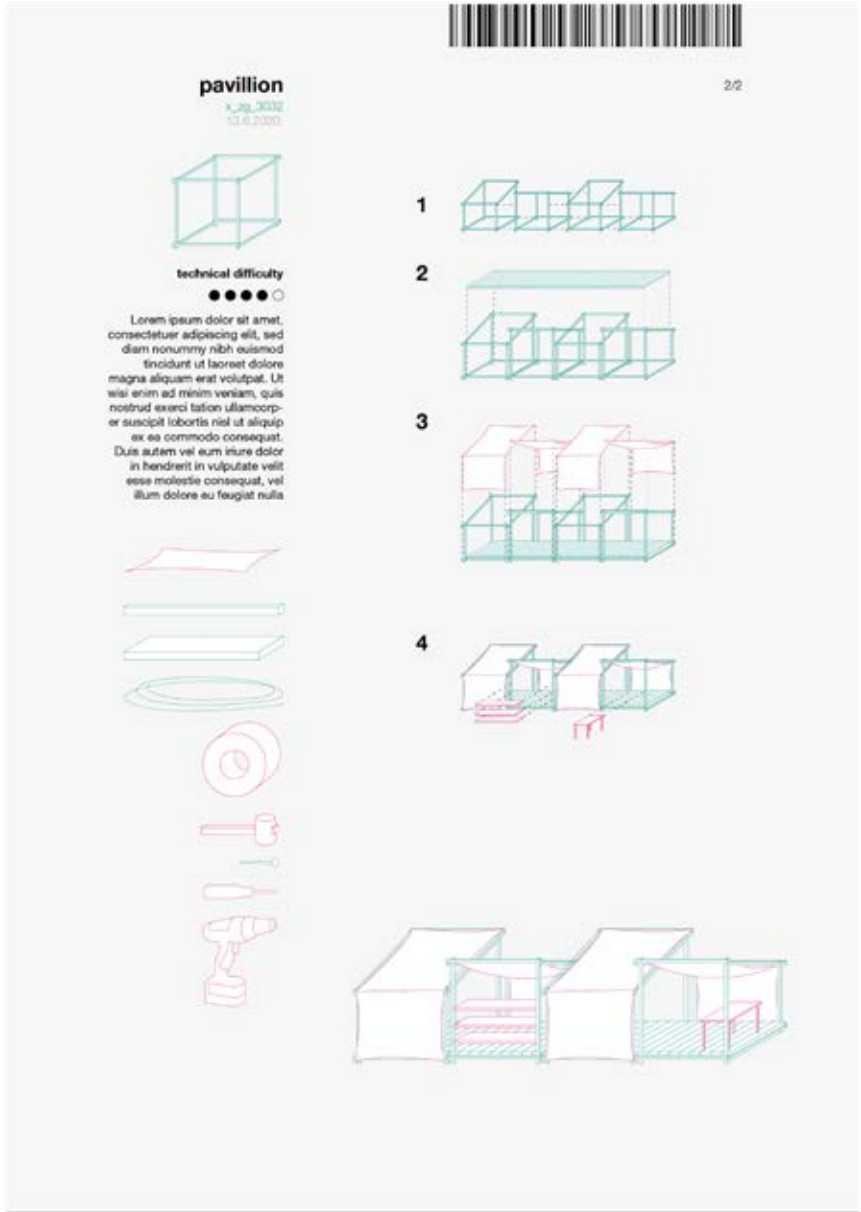 pavillion
x_zg_3032
13.6.2020
2/2
technical difficulty
Lorem ipsum dolor sit amet,
consectetuer adipiscing elit, sed
diam nonummy nibh euismod
tincidunt ut laoreet dolore
magna aliquam erat volutpat. Ut
wisi enim ad minim veniam, quis
nostrud exerci tation ullamcorp-
er suscipit lobortis nisl ut aliquip
ex ea commodo consequat.
Duis autem vel eum iriure dolor
in hendrerit in vulputate velit
esse molestie consequat, vel
illum dolore eu feugiat nulla
1
2
3
4